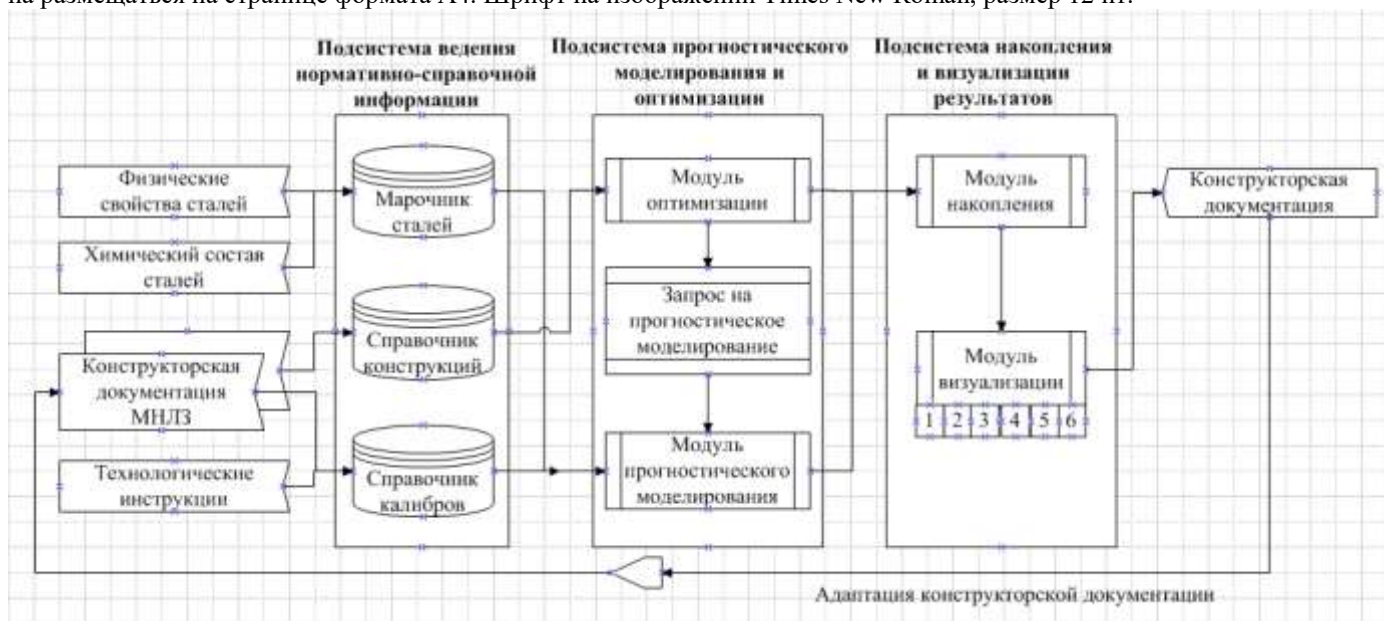 на размещаться на странице формата А4. Шрифт на изображении Times New Roman, размер 12 пт.
Подсистема ведения
нормативно-справочной
информации
Подсистема прогностического
моделирования и
оптимизации
Подсистема накопления
и визуализации
результатов
Физические
свойства сталей
Химический состав
сталей
Конструкторская
документация
МНЛЗ
Технологические
инструкции
Марочник
сталей
Справочник
конструкций
Справочник
калибров
Модуль
оптимизации
Запрос на
прогностическое
моделирование
Модуль
прогностического
моделирования
Модуль
накопления
Модуль
визуализации
1 2 3 4 5 6
Конструкторская
документация
Адаптация конструкторской документации